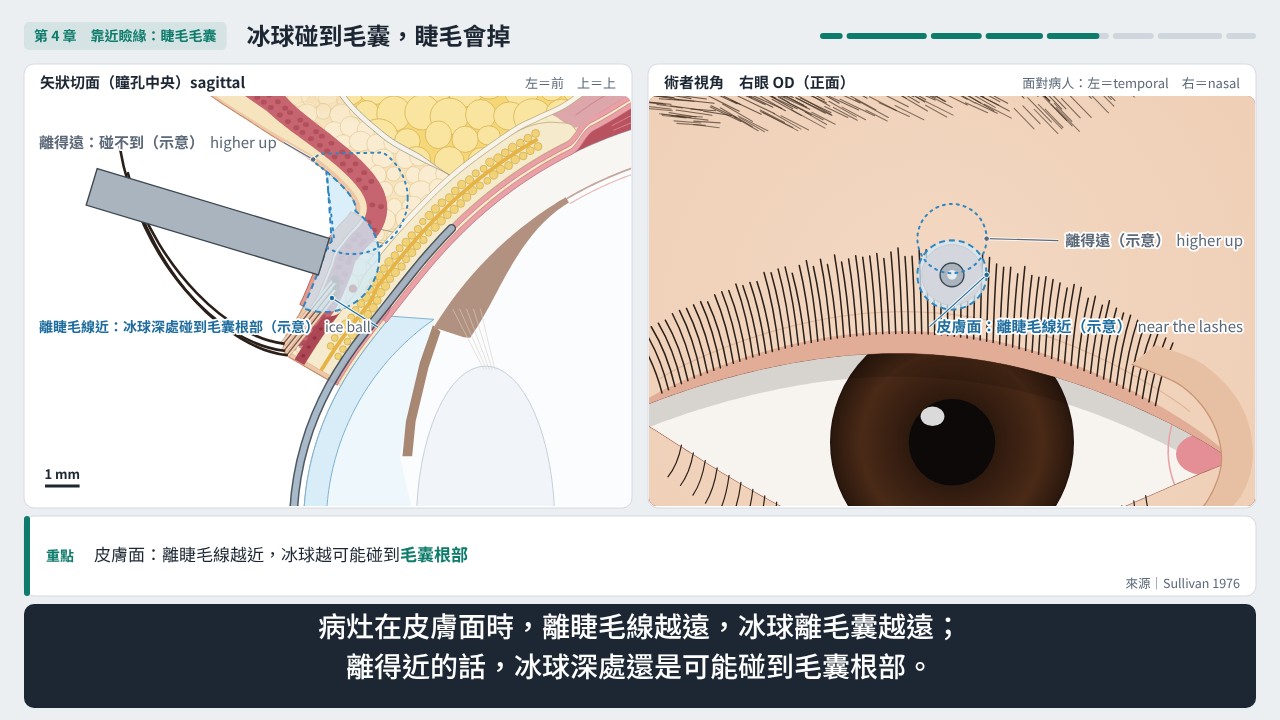 第 4 章　靠近瞼緣：睫毛毛囊
冰球碰到毛囊，睫毛會掉
矢狀切面（瞳孔中央）sagittal
左＝前　上＝上
離得遠：碰不到（示意） higher up
離睫毛線近：冰球深處碰到毛囊根部（示意） ice ball
1 mm
術者視角　右眼 OD（正面）
面對病人：左＝temporal　右＝nasal
離得遠（示意） higher up
皮膚面：離睫毛線近（示意） near the lashes
重點　皮膚面：離睫毛線越近，冰球越可能碰到毛囊根部
來源｜Sullivan 1976
病灶在皮膚面時，離睫毛線越遠，冰球離毛囊越遠；
離得近的話，冰球深處還是可能碰到毛囊根部。